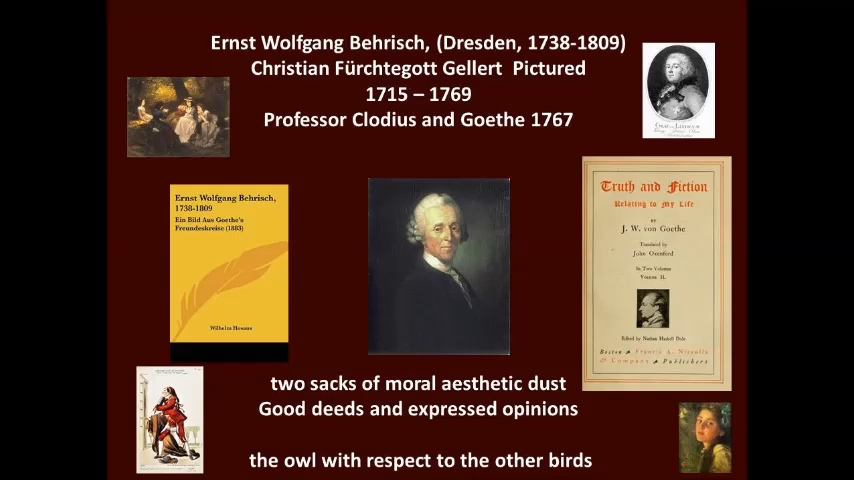 Ernst Wolfgang Behrisch, (Dresden, 1738-1809)
Christian Fürchtegott Gellert Pictured
1715 – 1769
Professor Clodius and Goethe 1767
Ernst Wolfgang Behrisch,
1738-1809
Ein Bild Aus Goethe's
Freundeskreise (1883)
Truth and Fiction
Relating to My Life
BY
J. W. von Goethe
Translated by
John Oxenford
In Two Volumes
Volume II.
Edited by Nathan Haskell Dole
Boston Francis A. Niccolls
& Company Publishers
two sacks of moral aesthetic dust
Good deeds and expressed opinions
the owl with respect to the other birds